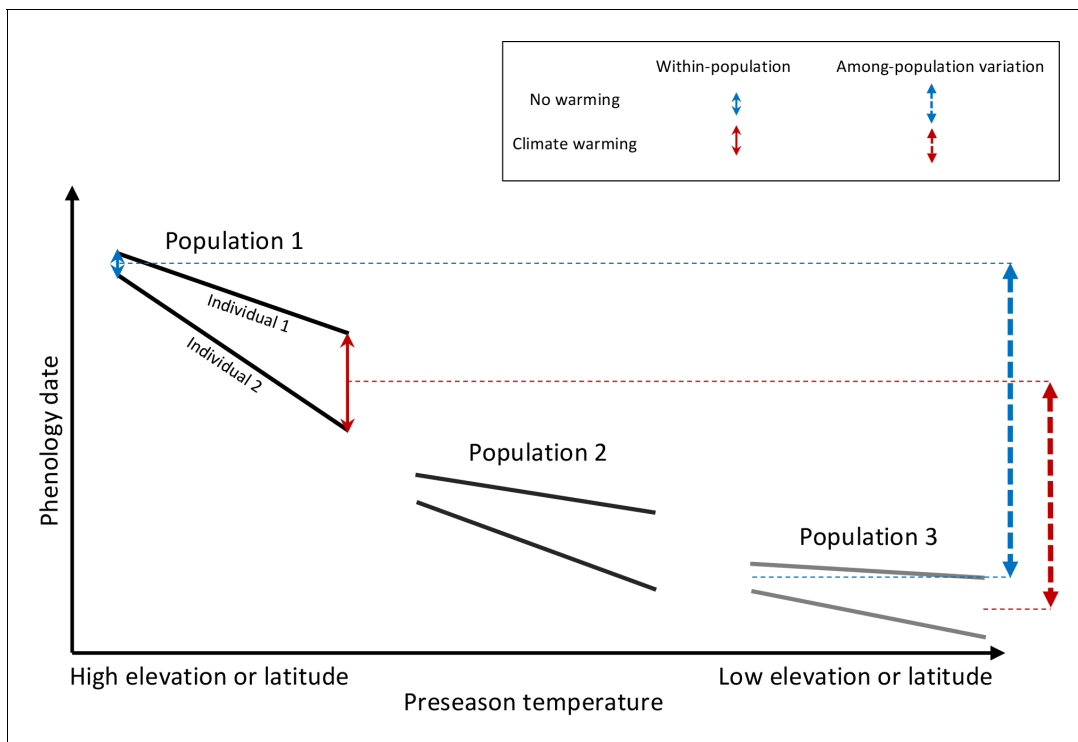 Within-population
Among-population variation
No warming
Climate warming
Population 1
Individual 1
Individual 2
Phenology date
Population 2
Population 3
High elevation or latitude
Low elevation or latitude
Preseason temperature